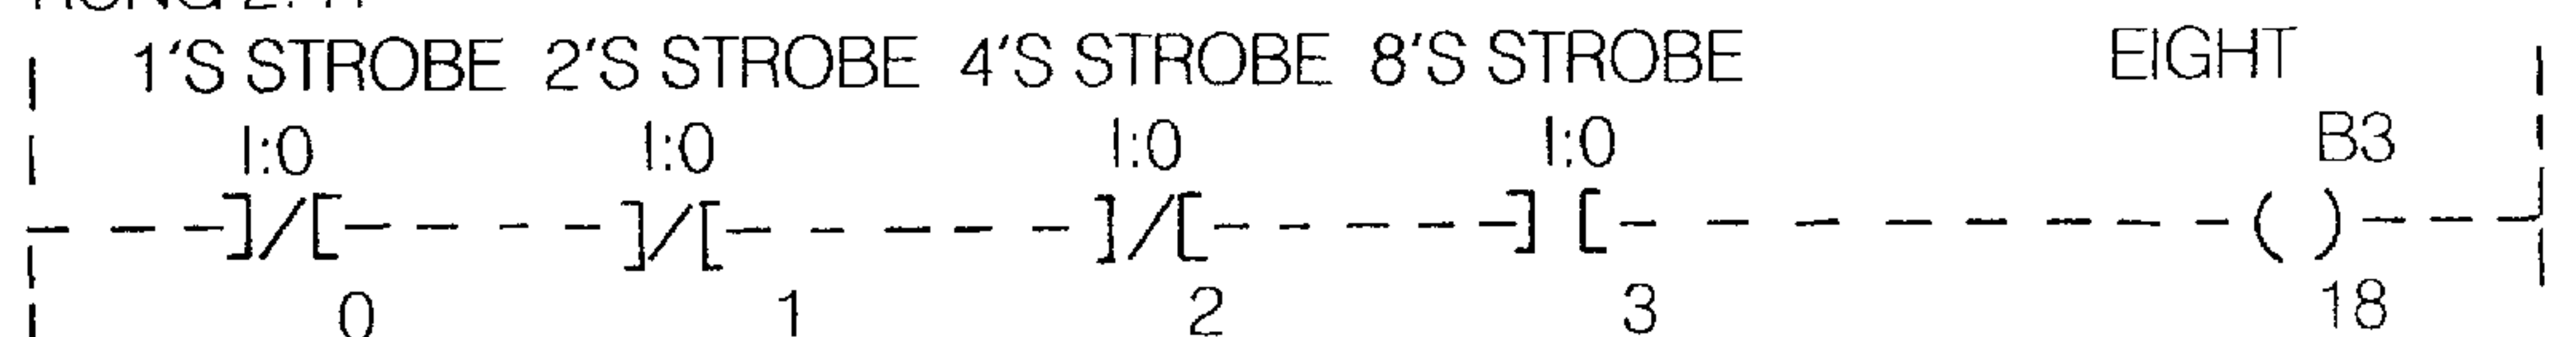 1'S STROBE 2'S STROBE 4'S STROBE 8'S STROBE EIGHT
I:0 I:0 I:0 I:0 B3
]/[ ]/[ ]/[ ] [ ( )
0 1 2 3 18